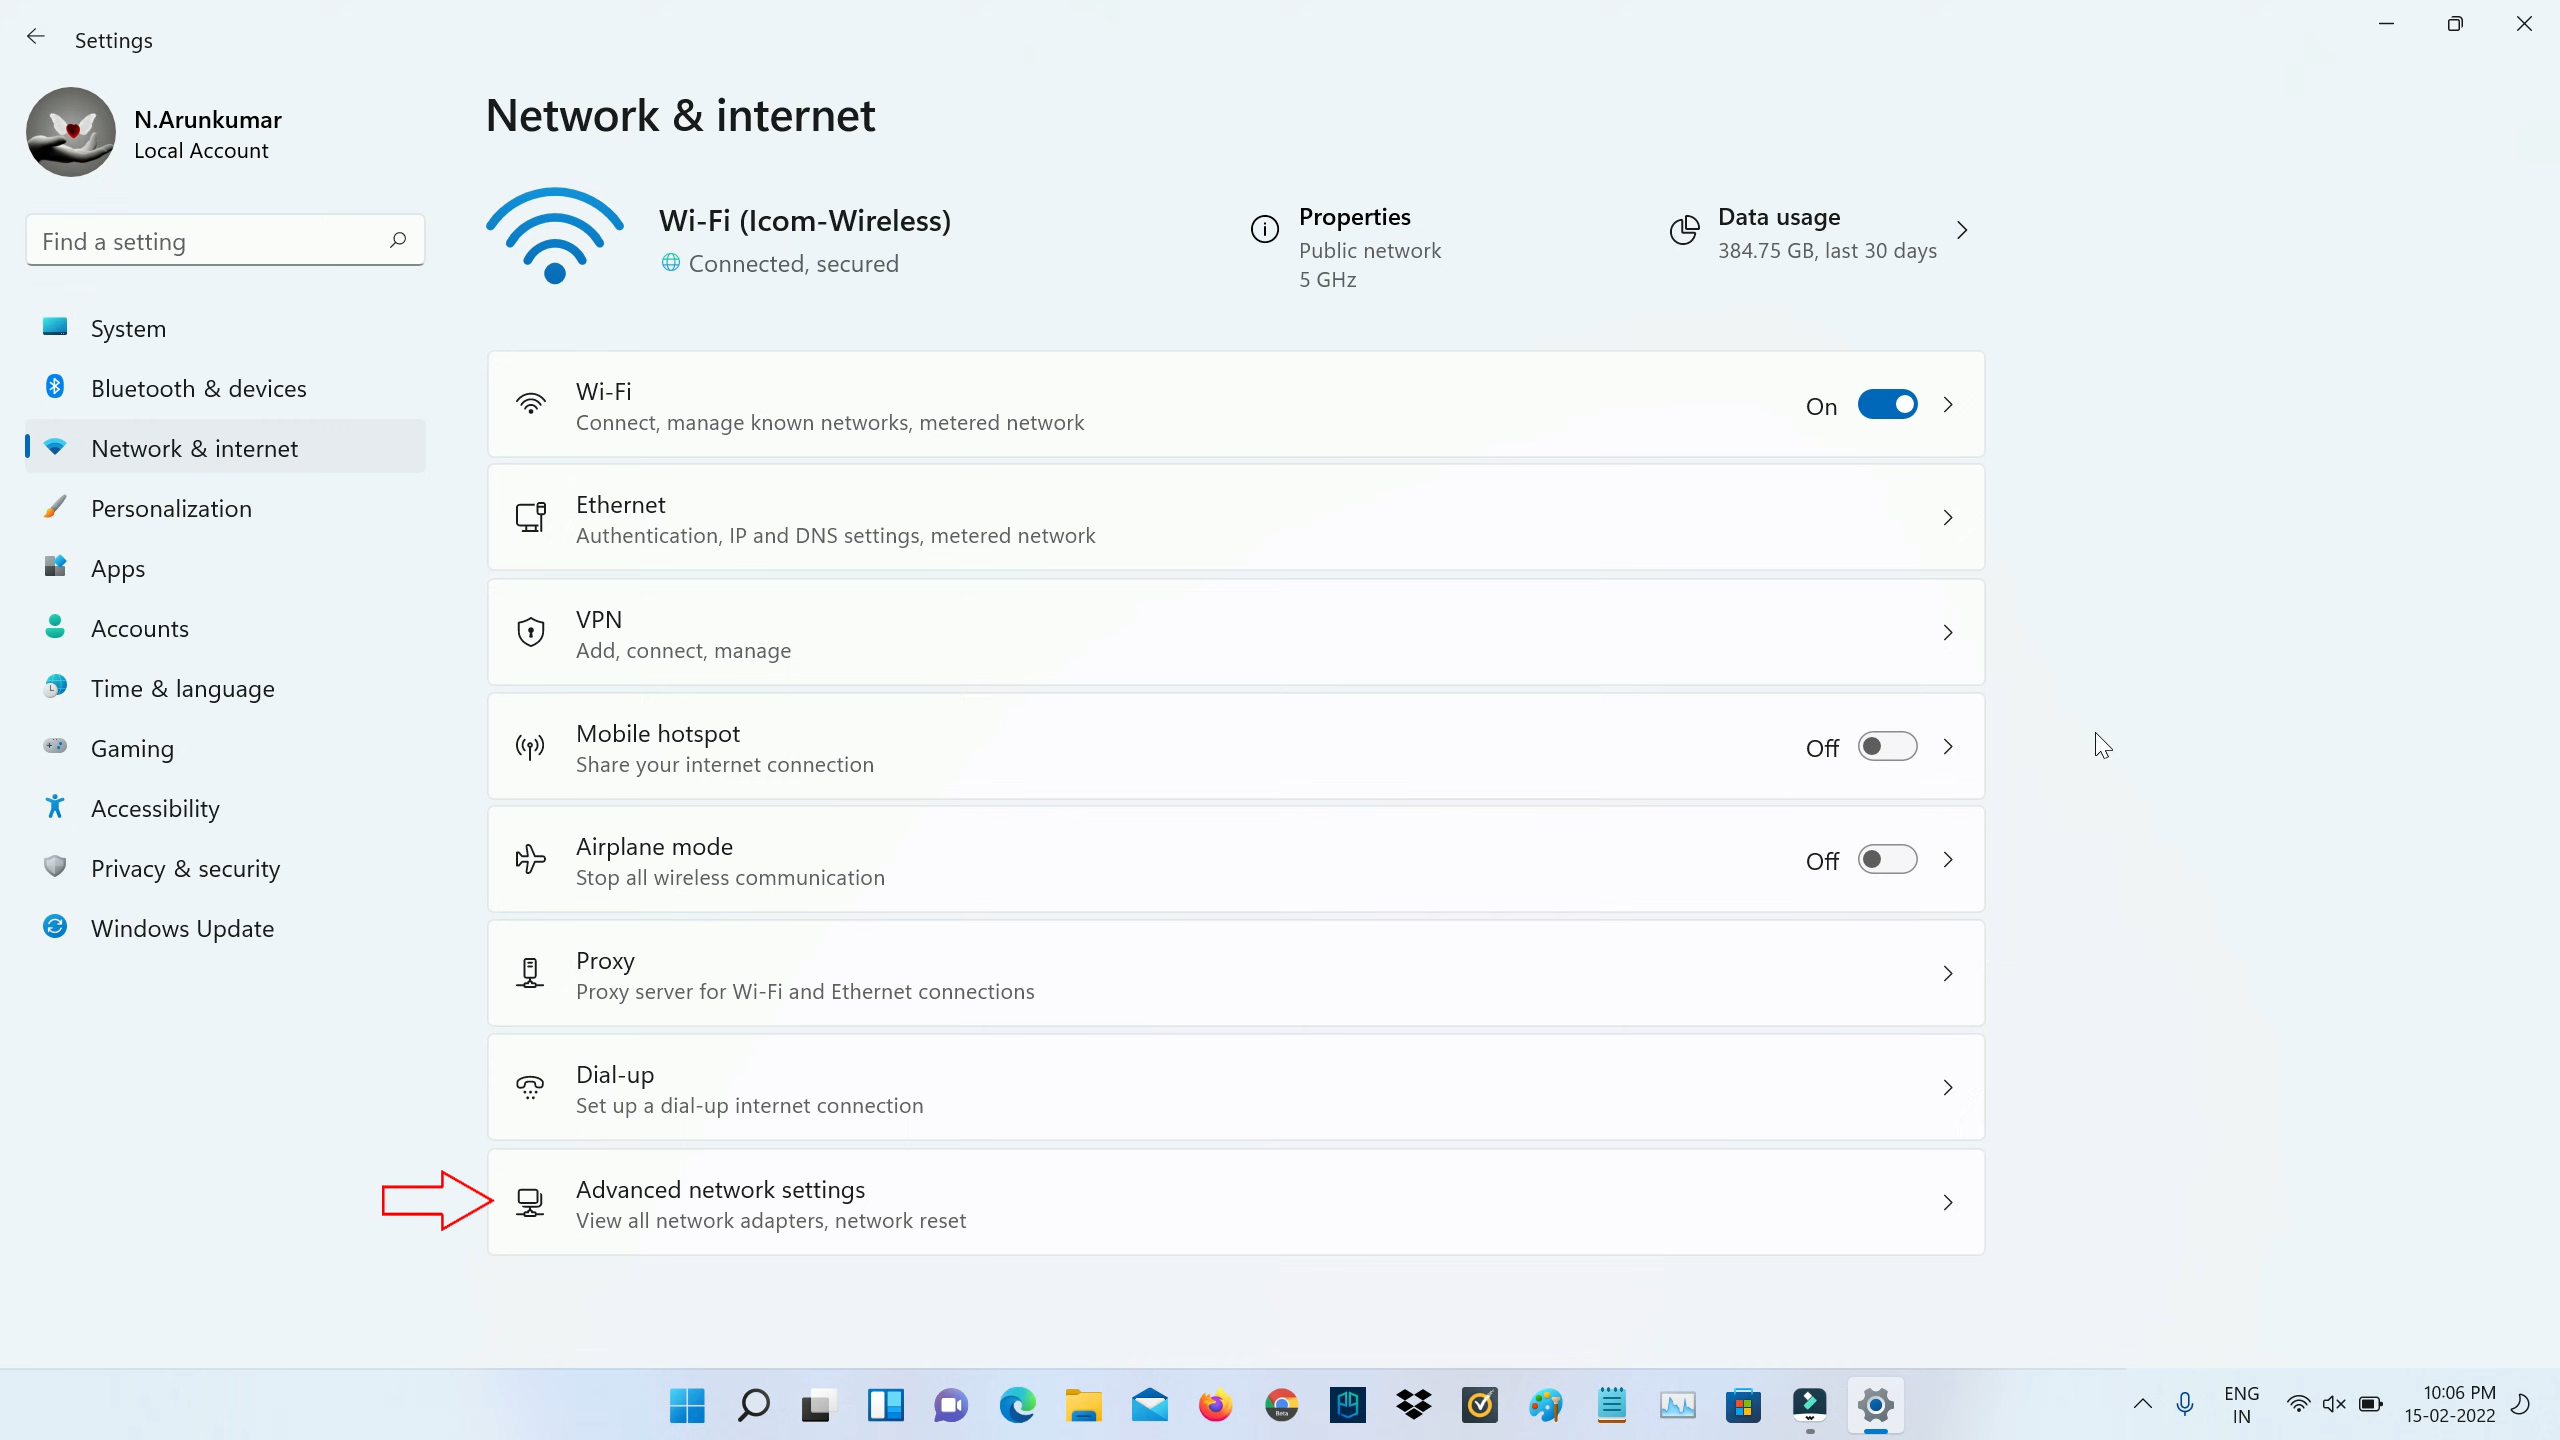 Settings
N.Arunkumar
Local Account
Find a setting
System
Bluetooth & devices
Network & internet
Personalization
Apps
Accounts
Time & language
Gaming
Accessibility
Privacy & security
Windows Update
Network & internet
Wi-Fi (Icom-Wireless)
Connected, secured
Properties
Public network
5 GHz
Data usage
384.75 GB, last 30 days
Wi-Fi
Connect, manage known networks, metered network
On
Ethernet
Authentication, IP and DNS settings, metered network
VPN
Add, connect, manage
Mobile hotspot
Share your internet connection
Off
Airplane mode
Stop all wireless communication
Off
Proxy
Proxy server for Wi-Fi and Ethernet connections
Dial-up
Set up a dial-up internet connection
Advanced network settings
View all network adapters, network reset
Beta
ENG
IN
10:06 PM
15-02-2022